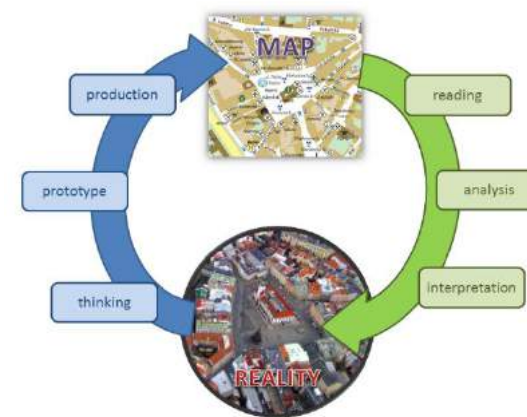 MAP
production
reading
prototype
analysis
thinking
interpretation
REALITY